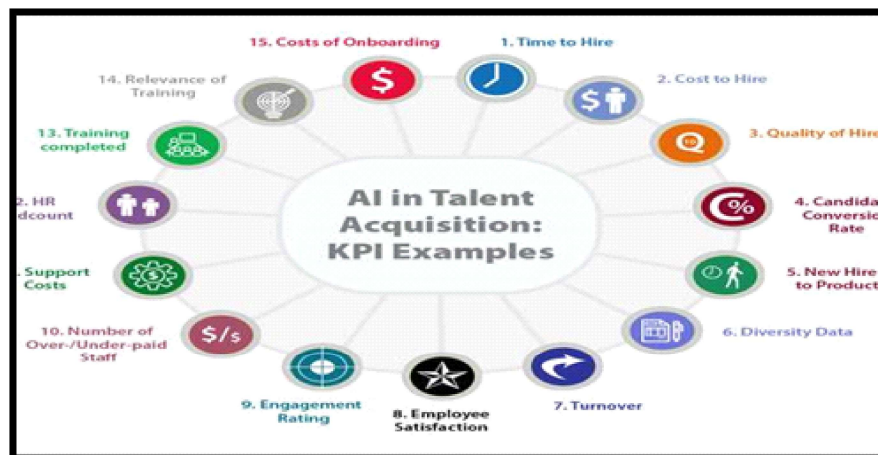 AI in Talent
Acquisition:
KPI Examples
1. Time to Hire
2. Cost to Hire
3. Quality of Hire
4. Candida
Conversio
Rate
5. New Hire
to Product
6. Diversity Data
7. Turnover
8. Employee
Satisfaction
9. Engagement
Rating
10. Number of
Over-/Under-paid
Staff
. Support
Costs
2. HR
dcount
13. Training
completed
14. Relevance of
Training
15. Costs of Onboarding
$
$
Q
10
%
$
$/$